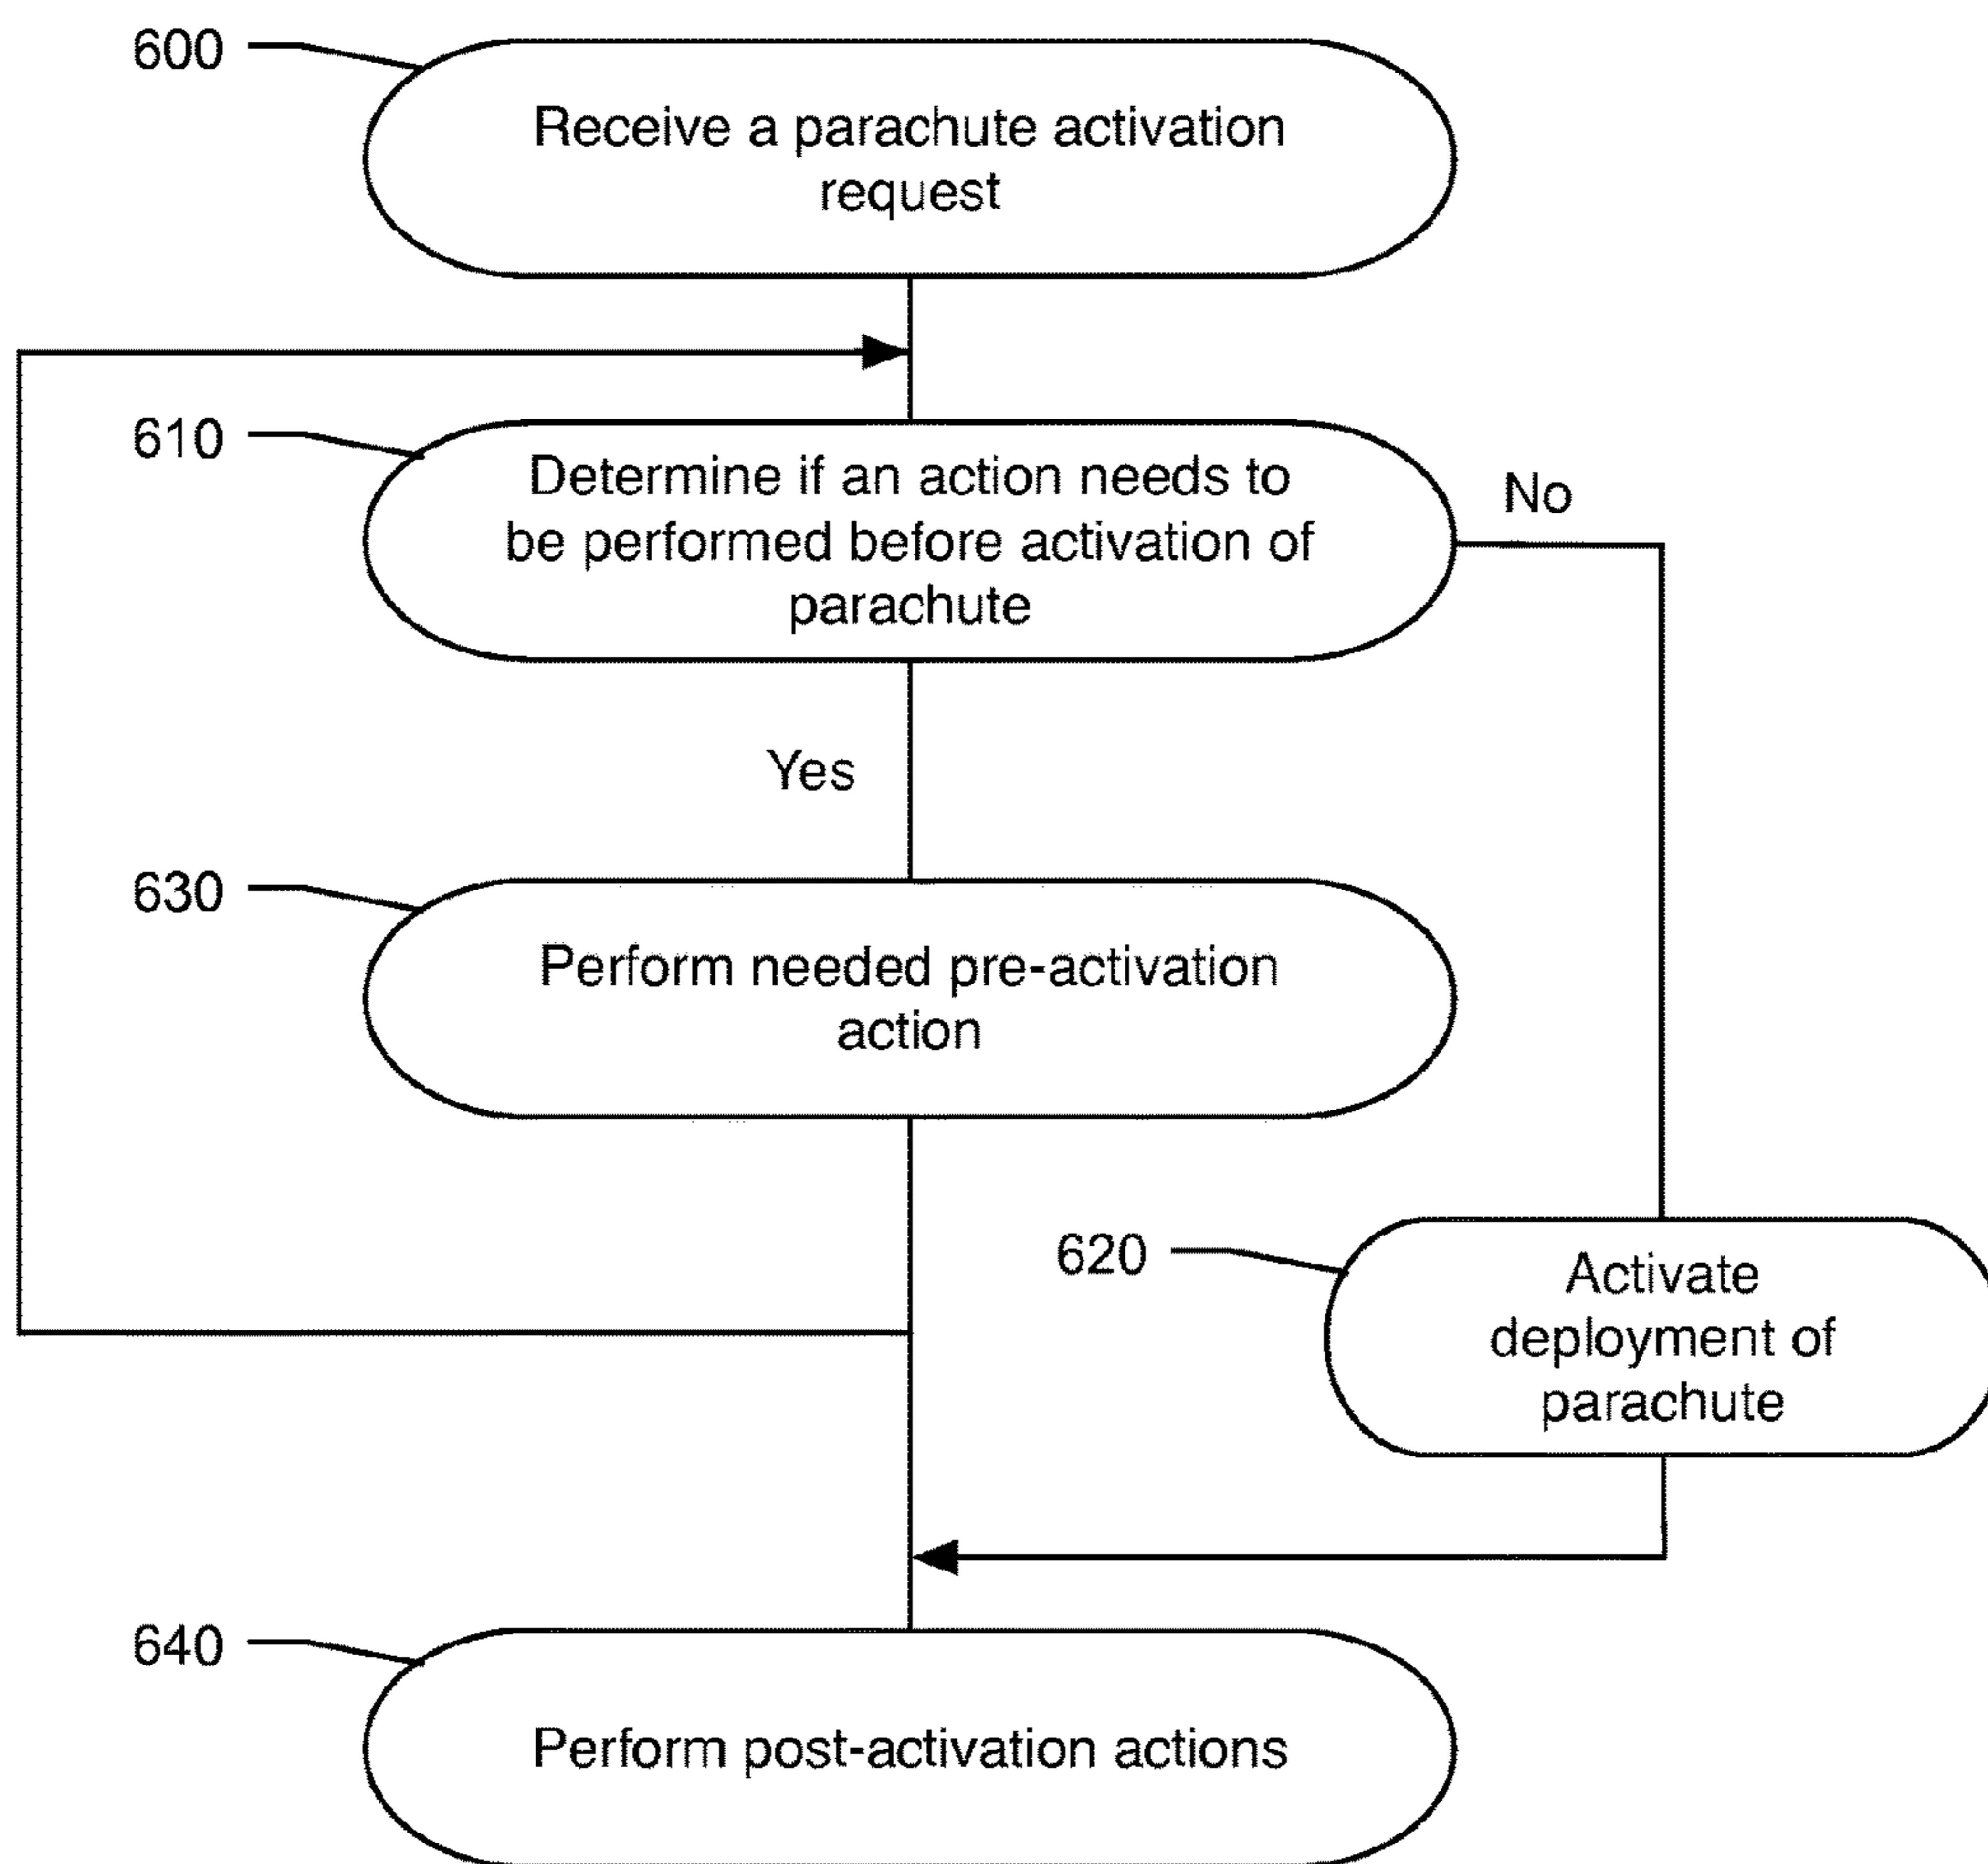 600
Receive a parachute activation
request
610
Determine if an action needs to
be performed before activation of
parachute
No
Yes
630
Perform needed pre-activation
action
620
Activate
deployment of
parachute
640
Perform post-activation actions